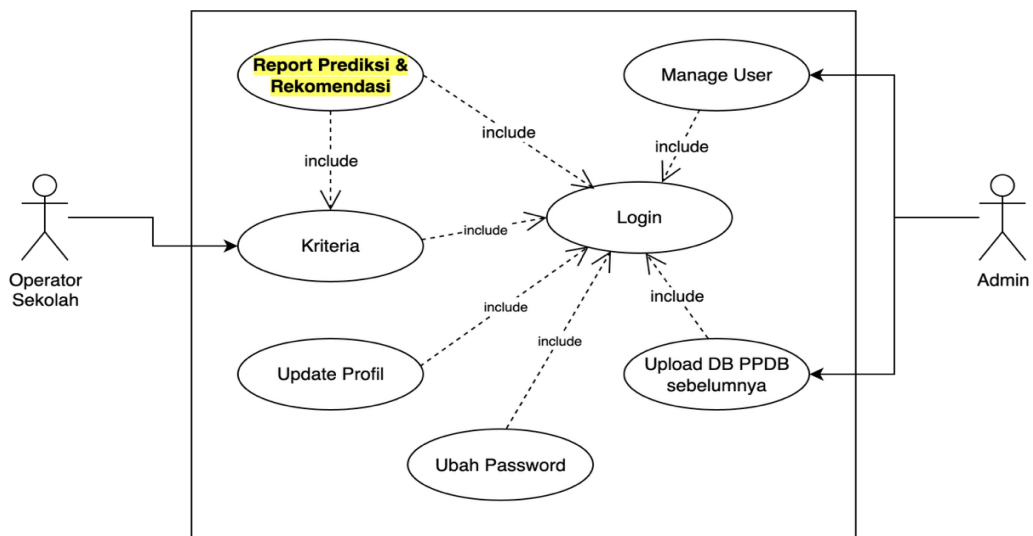 Report Prediksi &
Rekomendasi
Manage User
include
include
include
Login
Kriteria
include
Operator
Sekolah
Admin
include
include
include
Update Profil
Upload DB PPDB
sebelumnya
Ubah Password